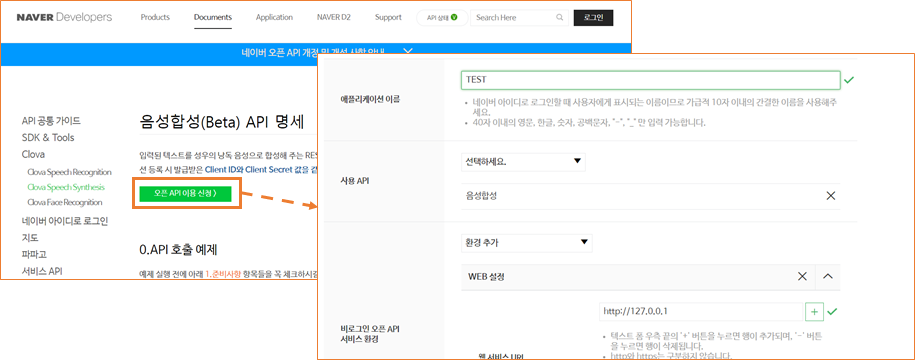 NAVER Developers
Products
Documents
Application
NAVER D2
Support
API 상태
Search Here
로그인
네이버 오픈 API 개정 및 개선 사항 안내
API 공통 가이드
SDK & Tools
Clova
Clova Speech Recognition
Clova Speech Synthesis
Clova Face Recognition
네이버 아이디로 로그인
지도
파파고
서비스 API
음성합성(Beta) API 명세
입력된 텍스트를 성우의 낭독 음성으로 합성해 주는 RES
션 등록 시 발급받은 Client ID와 Client Secret 값을 같
오픈 API 이용 신청 〉
0.API 호출 예제
예제 실행 전에 아래 1.준비사항 항목들을 꼭 체크하시길
애플리케이션 이름
TEST
• 네이버 아이디로 로그인할 때 사용자에게 표시되는 이름이므로 가급적 10자 이내의 간결한 이름을 사용해주
세요.
• 40자 이내의 영문, 한글, 숫자, 공백문자, "-", "_" 만 입력 가능합니다.
사용 API
선택하세요.
음성합성
비로그인 오픈 API
서비스 환경
환경 추가
WEB 설정
http://127.0.0.1
웹 서비스 URL
• 텍스트 폼 우측 끝의 '+' 버튼을 누르면 행이 추가되며, '-' 버튼
을 누르면 행이 삭제됩니다.
• http와 https는 구분하지 않습니다.